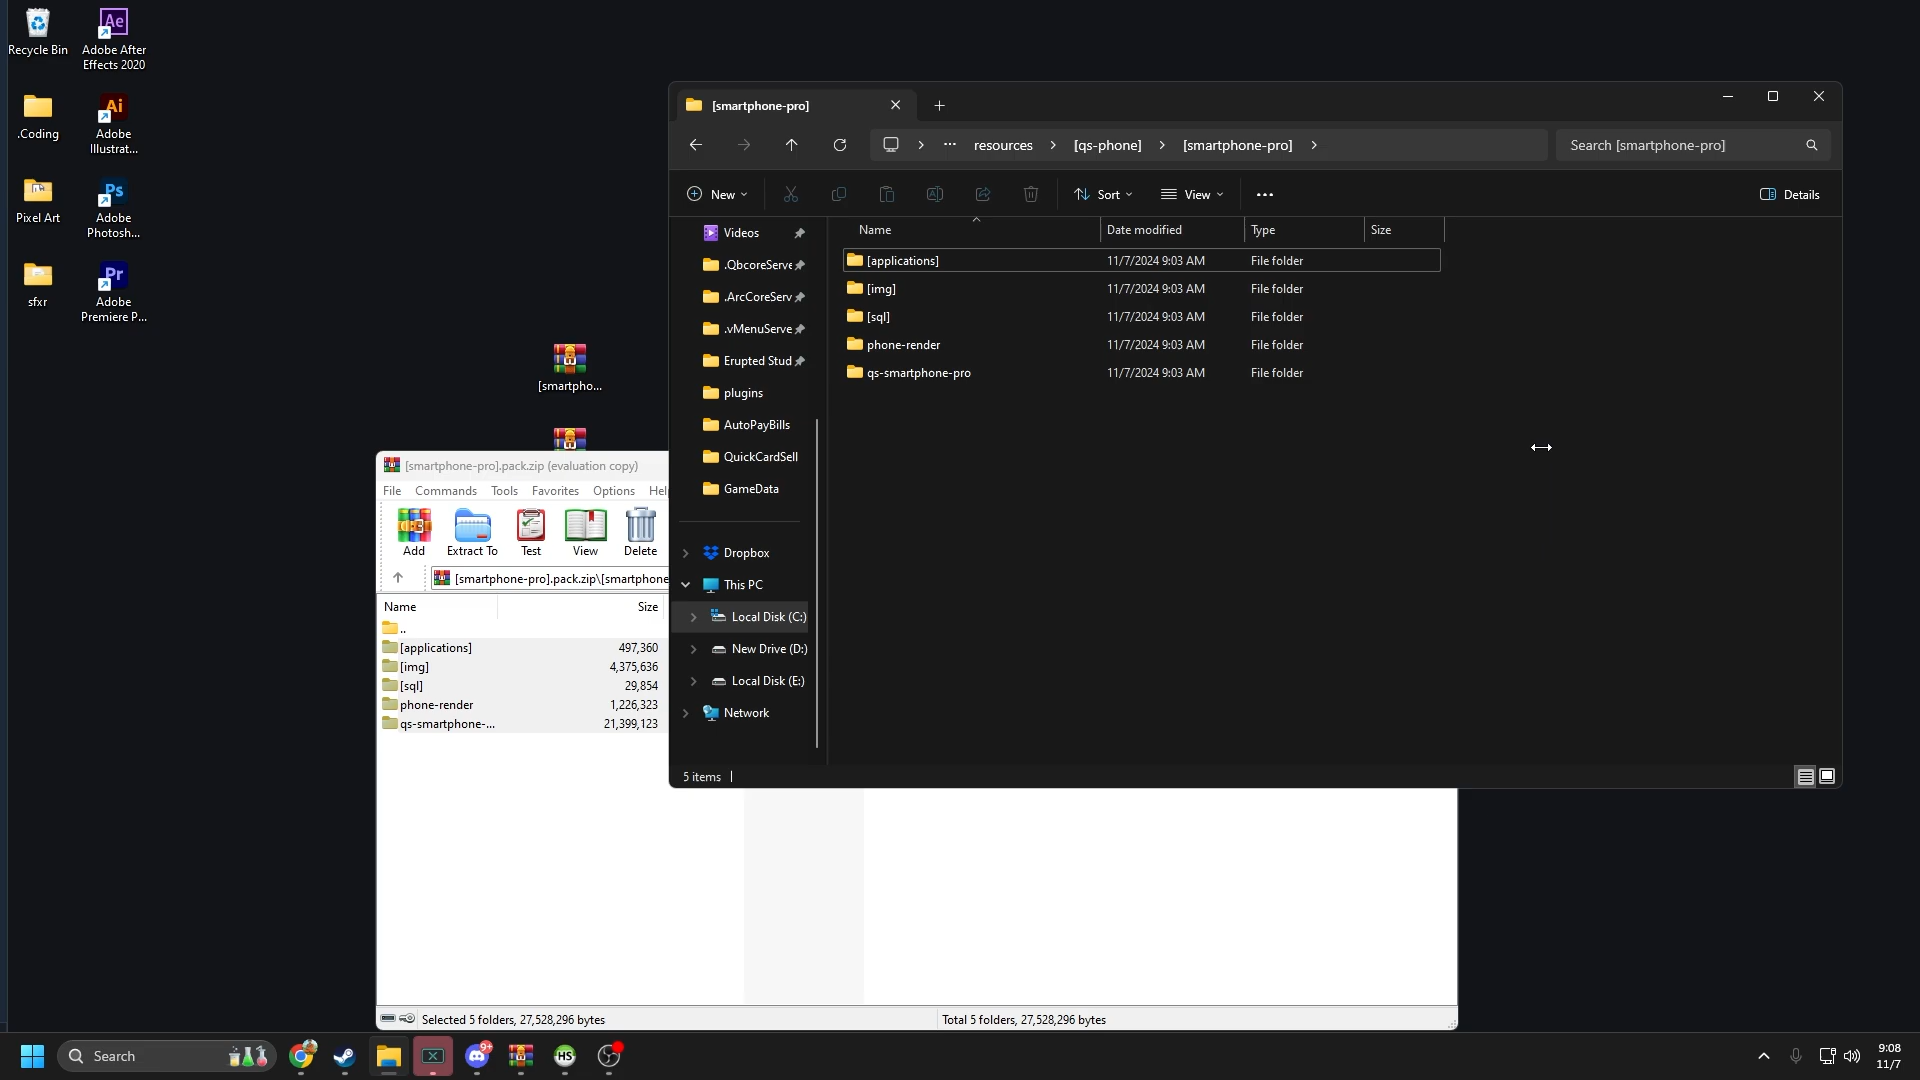 Recycle Bin
Adobe After
Effects 2020
.Coding
Adobe
Illustrat...
Pixel Art
Adobe
Photosh...
sfxr
Adobe
Premiere P...
[smartpho...
[smartphone-pro]
resources
[qs-phone]
[smartphone-pro]
Search [smartphone-pro]
New
Sort
View
Details
Videos
.QbcoreServe
.ArcCoreServ
.vMenuServe
Erupted Stud
plugins
AutoPayBills
QuickCardSell
GameData
Dropbox
This PC
Local Disk (C:)
New Drive (D:)
Local Disk (E:)
Network
Name Date modified Type Size
[applications] 11/7/2024 9:03 AM File folder
[img] 11/7/2024 9:03 AM File folder
[sql] 11/7/2024 9:03 AM File folder
phone-render 11/7/2024 9:03 AM File folder
qs-smartphone-pro 11/7/2024 9:03 AM File folder
5 items
[smartphone-pro].pack.zip (evaluation copy)
File Commands Tools Favorites Options Help
Add Extract To Test View Delete
[smartphone-pro].pack.zip\[smartphone
Name Size
..
[applications] 497,360
[img] 4,375,636
[sql] 29,854
phone-render 1,226,323
qs-smartphone-... 21,399,123
Selected 5 folders, 27,528,296 bytes
Total 5 folders, 27,528,296 bytes
Search
9+
HS
9:08
11/7